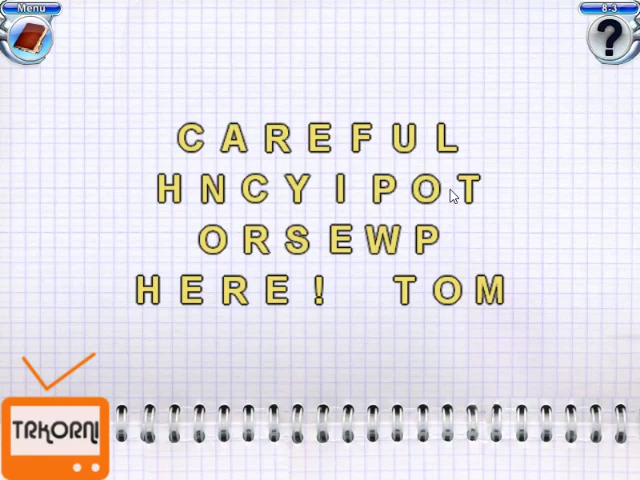 Menu
8-3
CAREFUL
HNCYIPOT
ORSEWP
HERE! TOM
TRKORNI